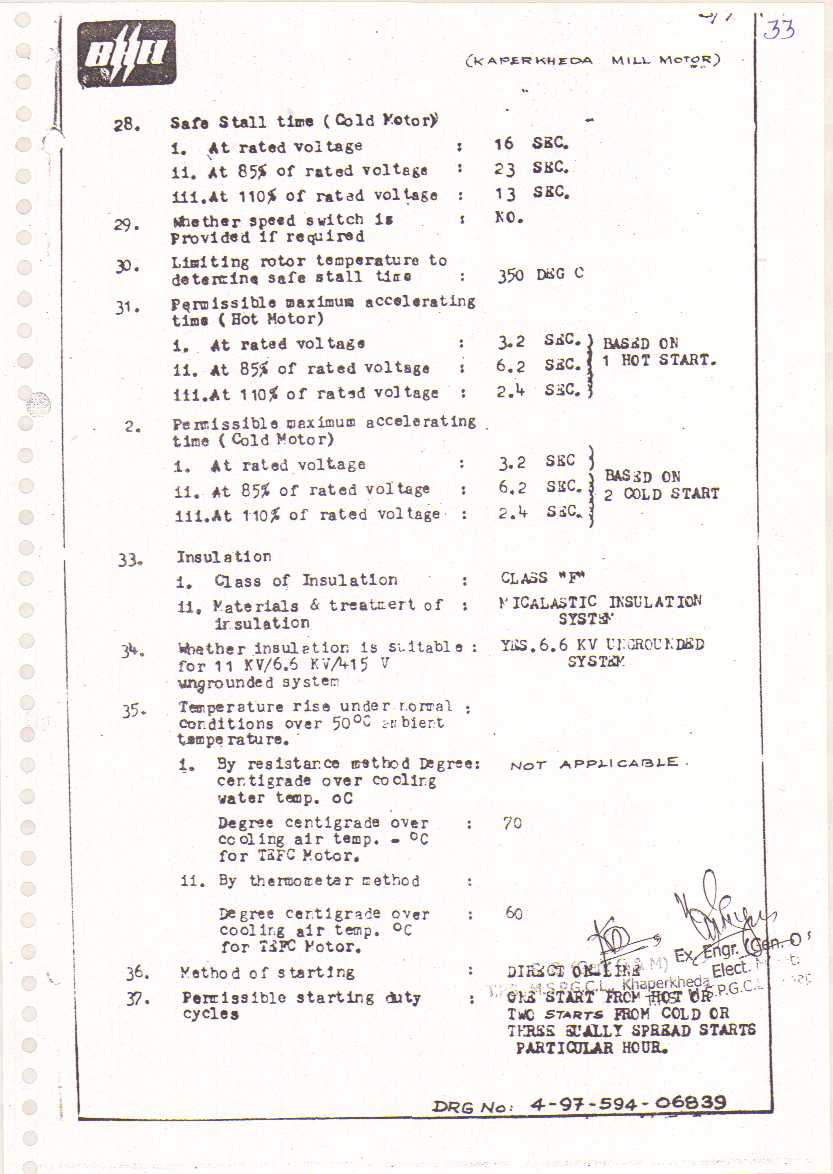 33
BHEL
(KAPERKHEDA MILL MOTOR)
28. Safe Stall time (Cold Motor)
i. At rated voltage : 16 SEC.
ii. At 85% of rated voltage : 23 SEC.
iii.At 110% of rated voltage : 13 SEC.
29. Whether speed switch is : NO.
Provided if required
30. Limiting rotor temperature to
determine safe stall time : 350 DEG C
31. Permissible maximum accelerating
time (Hot Motor)
i. At rated voltage : 3.2 SEC. } BASED ON
ii. At 85% of rated voltage : 6.2 SEC. } 1 HOT START.
iii.At 110% of rated voltage : 2.4 SEC. }
2. Permissible maximum accelerating
time (Cold Motor)
i. At rated voltage : 3.2 SEC }
ii. At 85% of rated voltage : 6.2 SEC. } BASED ON
2 COLD START
iii.At 110% of rated voltage : 2.4 SEC. }
33. Insulation
i. Class of Insulation : CLASS "F"
ii. Materials & treatment of : MICALASTIC INSULATION
insulation SYSTEM
34. Whether insulation is suitable : YES.6.6 KV UNGROUNDED
for 11 KV/6.6 KV/415 V SYSTEM
ungrounded system
35. Temperature rise under normal :
conditions over 50°C ambient
temperature.
i. By resistance method Degree: NOT APPLICABLE.
centigrade over cooling
water temp. oC
Degree centigrade over : 70
cooling air temp. - °C
for TEFC Motor.
ii. By thermometer method :
Degree centigrade over : 60
cooling air temp. °C
for TEFC Motor.
Ex. Engr. (Gen. O
36. Method of starting : DIRECT ON LINE
& M) Elect.
M.S.P.G.C.L., Khaperkheda
37. Permissible starting duty : ONE START FROM HOT OR
M.S.P.G.C.L.
cycles TWO STARTS FROM COLD OR
THREE EUALLY SPREAD STARTS
PARTICULAR HOUR.
DRG No: 4-97-594-06839